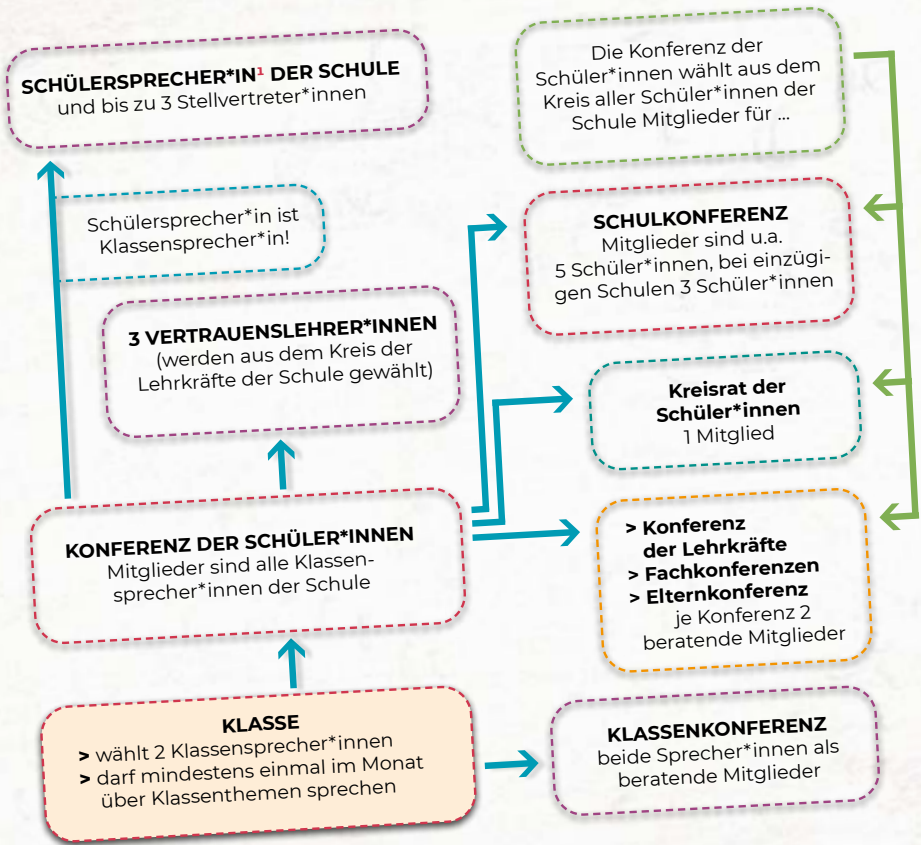 SCHÜLERSPRECHER*IN¹ DER SCHULE
und bis zu 3 Stellvertreter*innen
Die Konferenz der
Schüler*innen wählt aus dem
Kreis aller Schüler*innen der
Schule Mitglieder für ...
Schülersprecher*in ist
Klassensprecher*in!
SCHULKONFERENZ
Mitglieder sind u.a.
5 Schüler*innen, bei einzügi-
gen Schulen 3 Schüler*innen
3 VERTRAUENSLEHRER*INNEN
(werden aus dem Kreis der
Lehrkräfte der Schule gewählt)
Kreisrat der
Schüler*innen
1 Mitglied
KONFERENZ DER SCHÜLER*INNEN
Mitglieder sind alle Klassen-
sprecher*innen der Schule
> Konferenz
der Lehrkräfte
> Fachkonferenzen
> Elternkonferenz
je Konferenz 2
beratende Mitglieder
KLASSE
> wählt 2 Klassensprecher*innen
> darf mindestens einmal im Monat
über Klassenthemen sprechen
KLASSENKONFERENZ
beide Sprecher*innen als
beratende Mitglieder